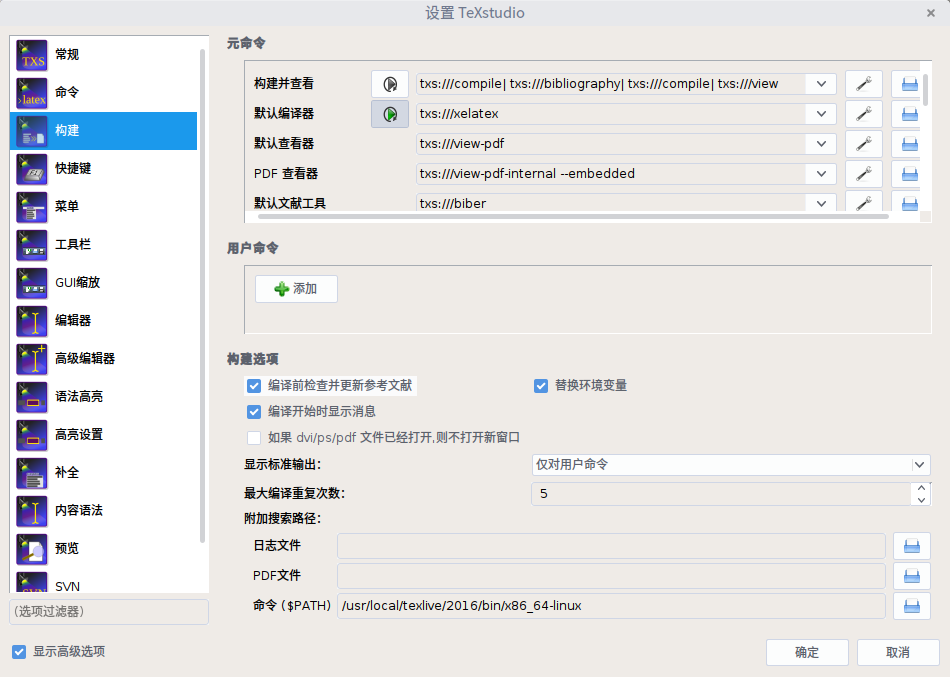 设置 TeXstudio
TXS
常规
›latex
命令
构建
快捷键
菜单
工具栏
GUI缩放
编辑器
高级编辑器
语法高亮
高亮设置
补全
内容语法
预览
SVN
SVN
(选项过滤器)
显示高级选项
元命令
构建并查看 txs:///compile| txs:///bibliography| txs:///compile| txs:///view
默认编译器 txs:///xelatex
默认查看器 txs:///view-pdf
PDF 查看器 txs:///view-pdf-internal --embedded
默认文献工具 txs:///biber
用户命令
添加
构建选项
编译前检查并更新参考文献 替换环境变量
编译开始时显示消息
如果 dvi/ps/pdf 文件已经打开,则不打开新窗口
显示标准输出: 仅对用户命令
最大编译重复次数: 5
附加搜索路径:
日志文件
PDF文件
命令 ($PATH) /usr/local/texlive/2016/bin/x86_64-linux
确定 取消